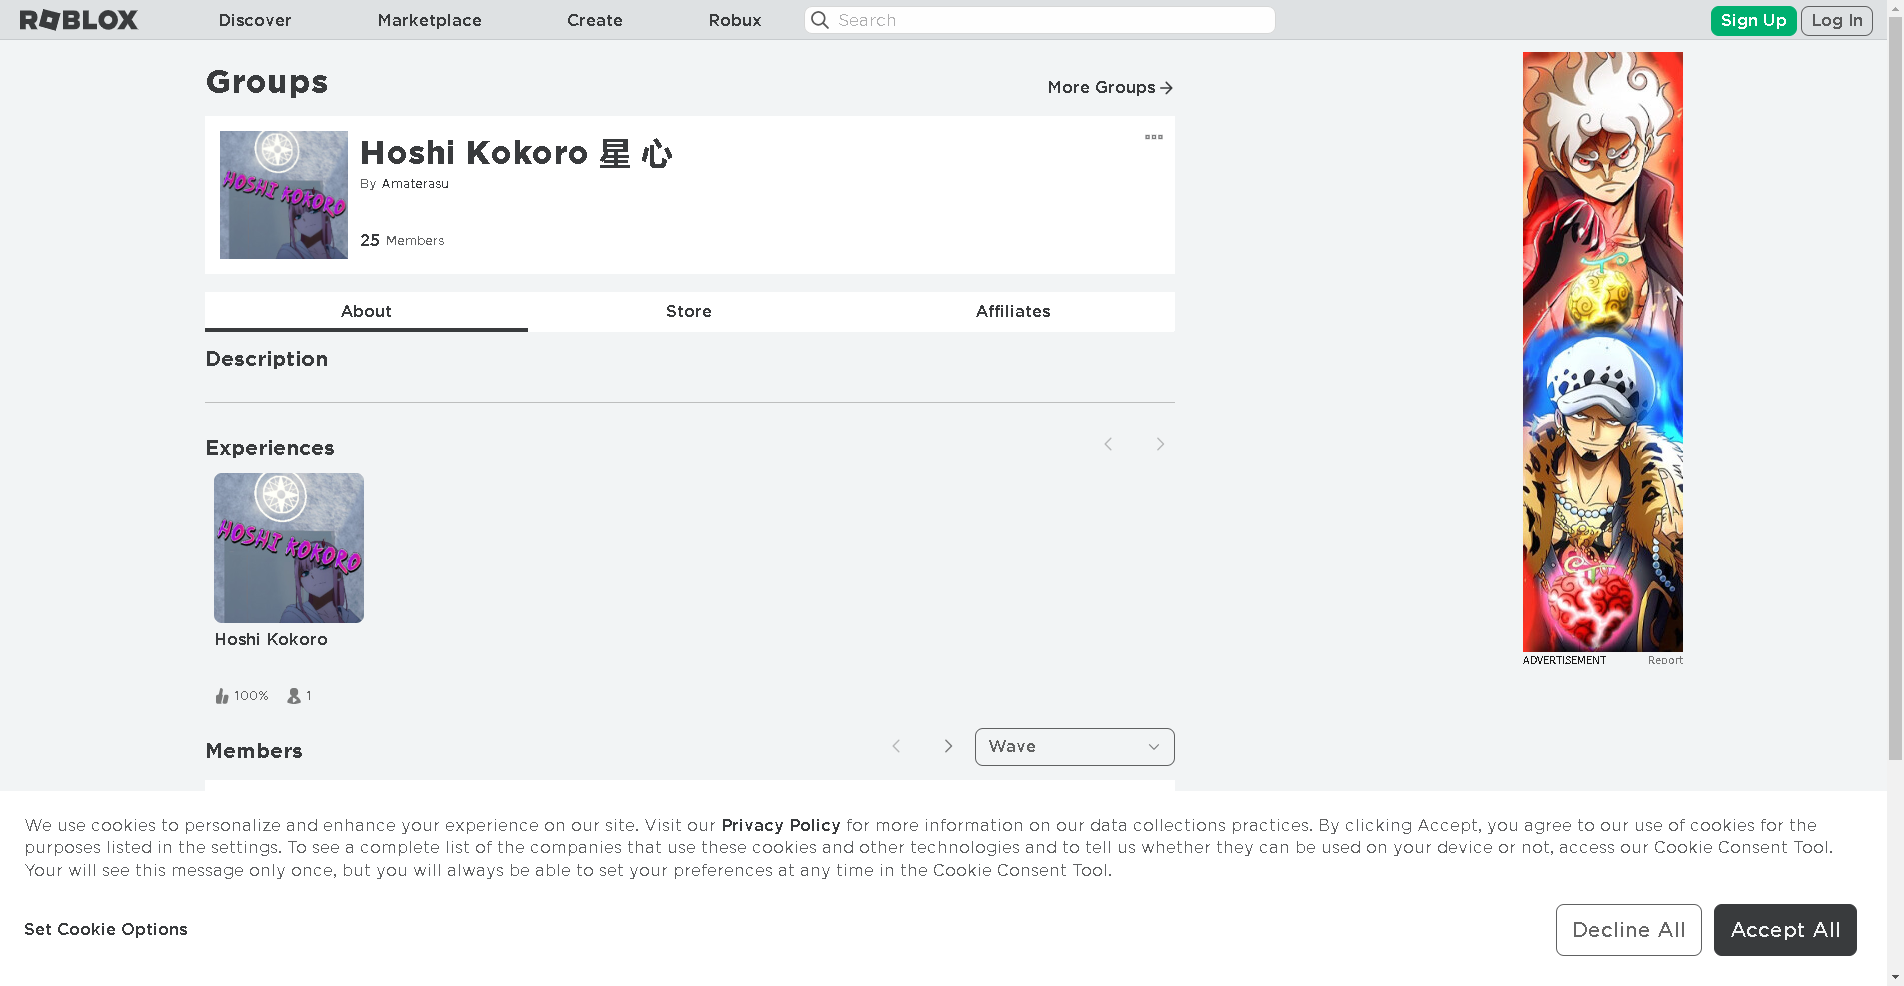 ROBLOX Discover Marketplace Create Robux Search Sign Up Log In
Groups
More Groups
HOSHI KOKORO
Hoshi Kokoro 星 心
By Amaterasu
25 Members
About Store Affiliates
Description
Experiences
HOSHI KOKORO
Hoshi Kokoro
100% 1
ADVERTISEMENT Report
Members
Wave
We use cookies to personalize and enhance your experience on our site. Visit our Privacy Policy for more information on our data collections practices. By clicking Accept, you agree to our use of cookies for the
purposes listed in the settings. To see a complete list of the companies that use these cookies and other technologies and to tell us whether they can be used on your device or not, access our Cookie Consent Tool.
Your will see this message only once, but you will always be able to set your preferences at any time in the Cookie Consent Tool.
Set Cookie Options
Decline All Accept All